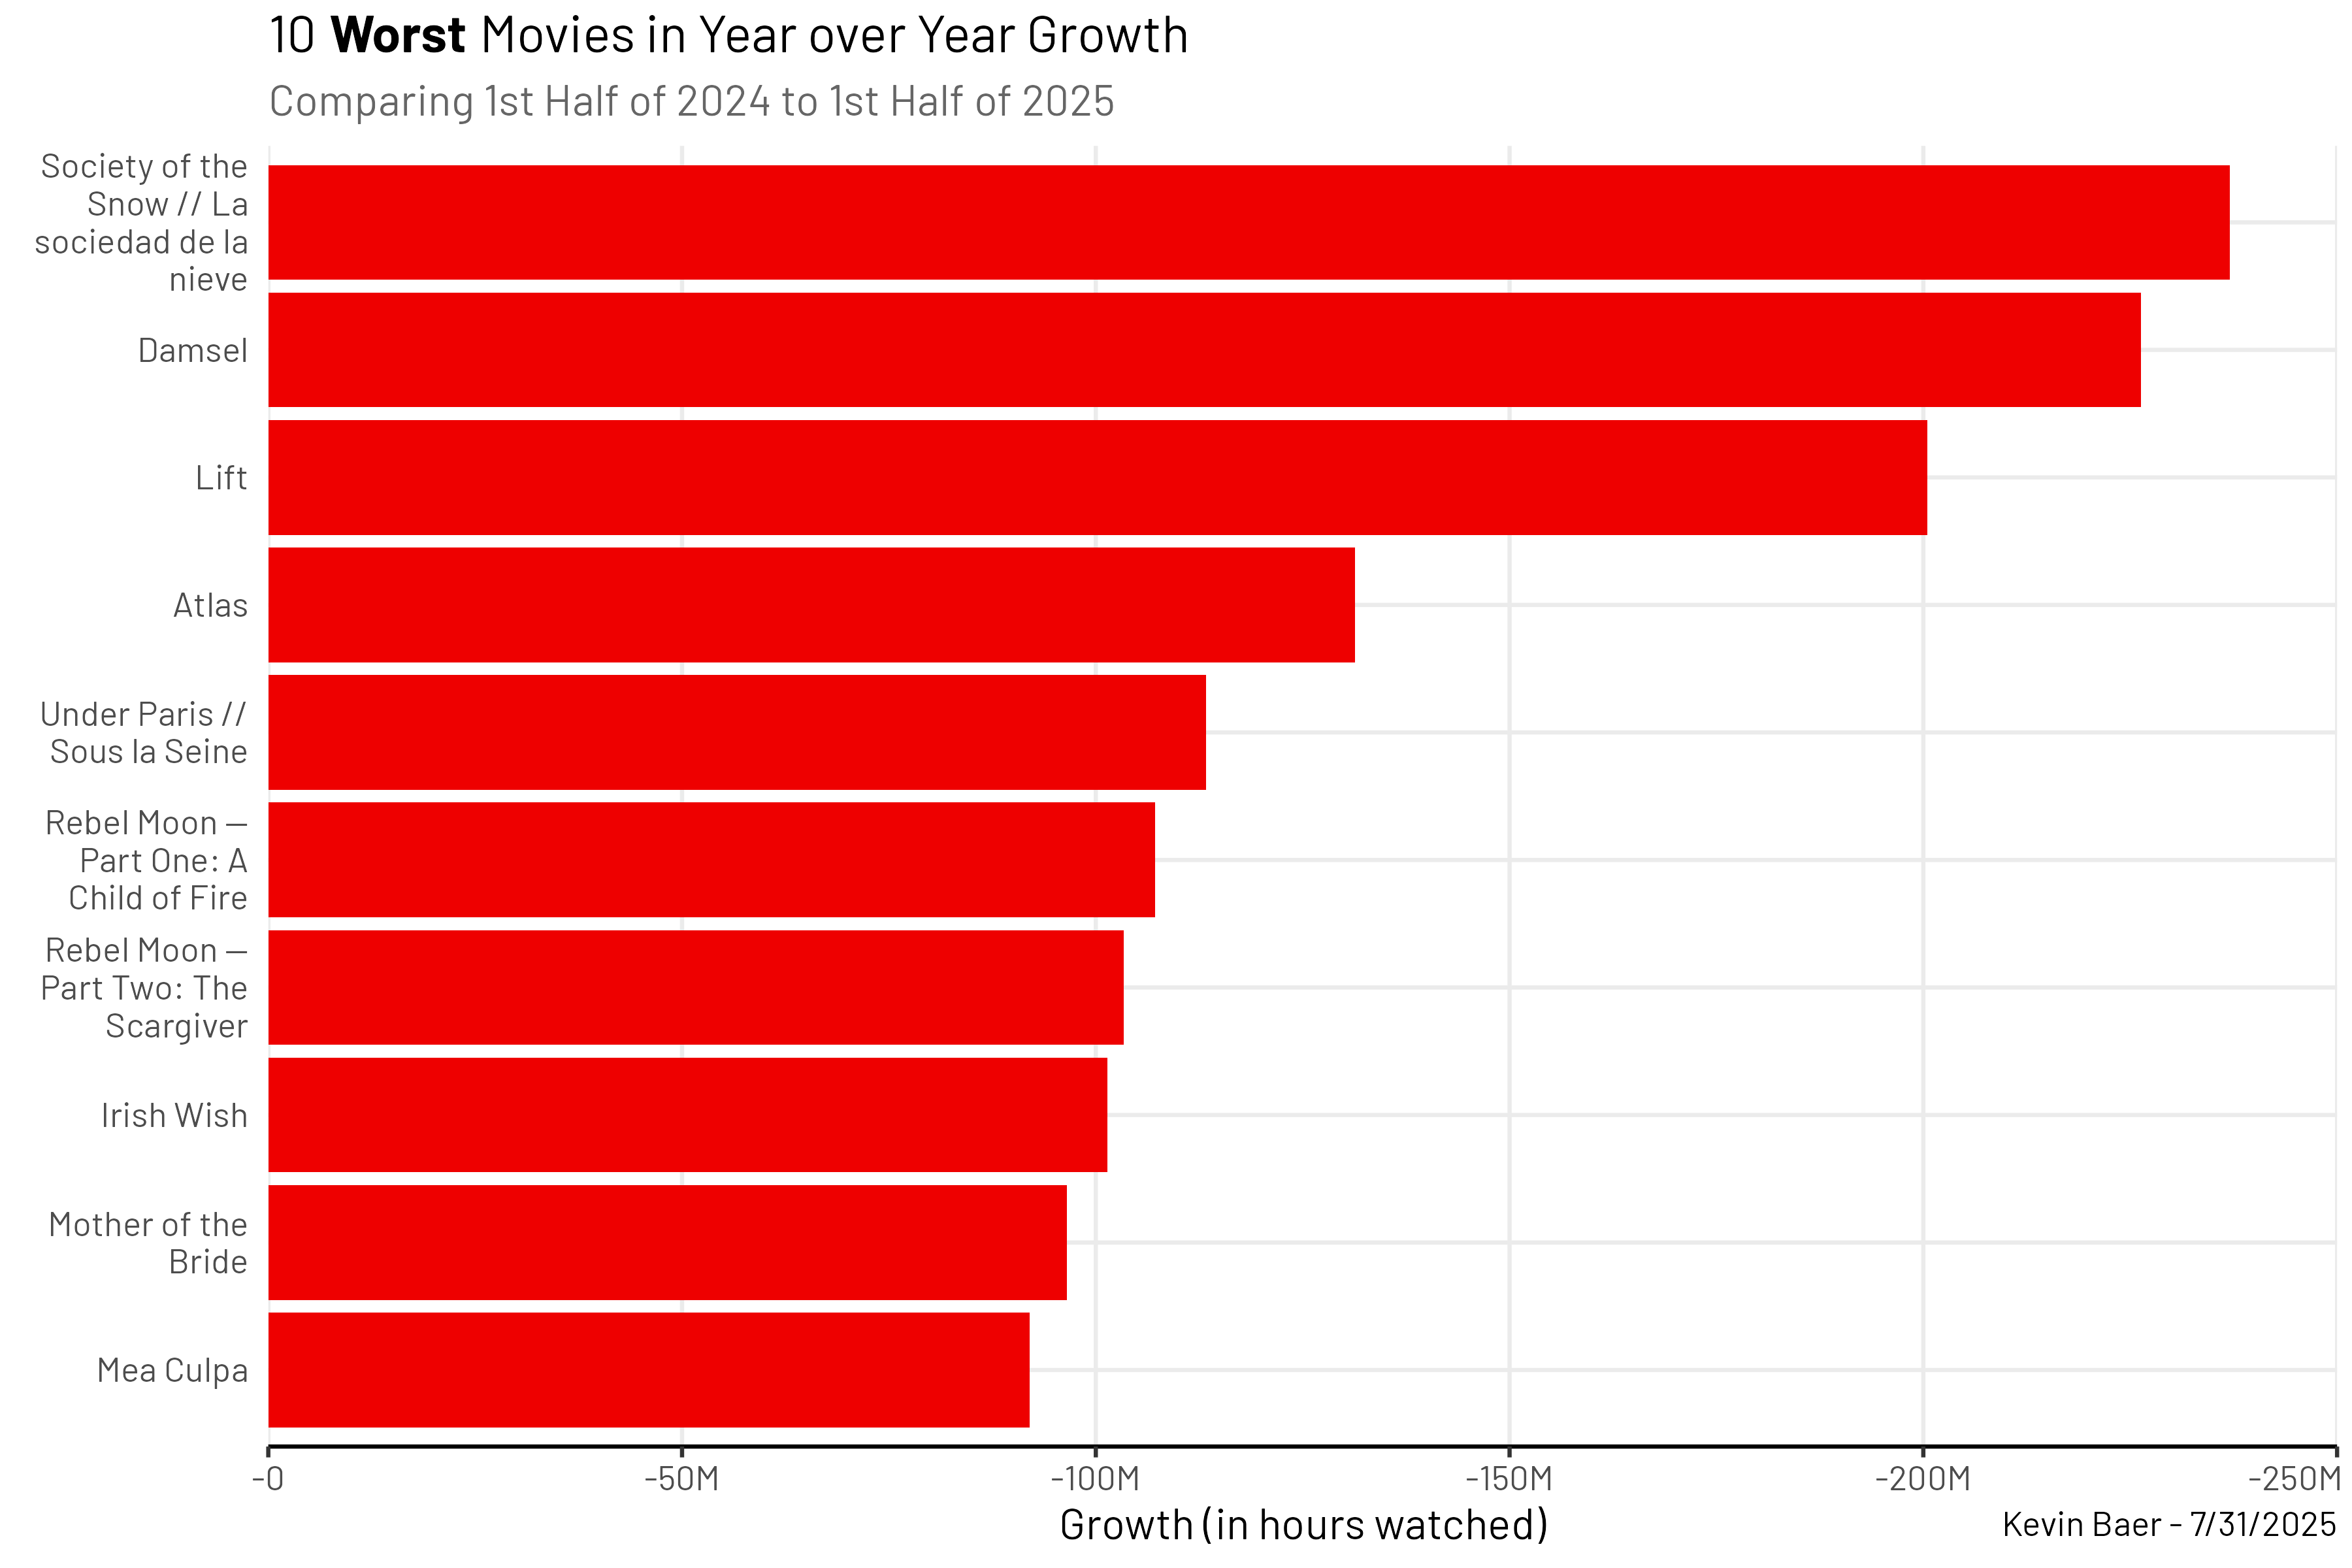 10 Worst Movies in Year over Year Growth
Comparing 1st Half of 2024 to 1st Half of 2025
Society of the
Snow // La
sociedad de la
nieve
Damsel
Lift
Atlas
Under Paris //
Sous la Seine
Rebel Moon —
Part One: A
Child of Fire
Rebel Moon —
Part Two: The
Scargiver
Irish Wish
Mother of the
Bride
Mea Culpa
-0 -50M -100M -150M -200M -250M
Growth (in hours watched)
Kevin Baer - 7/31/2025